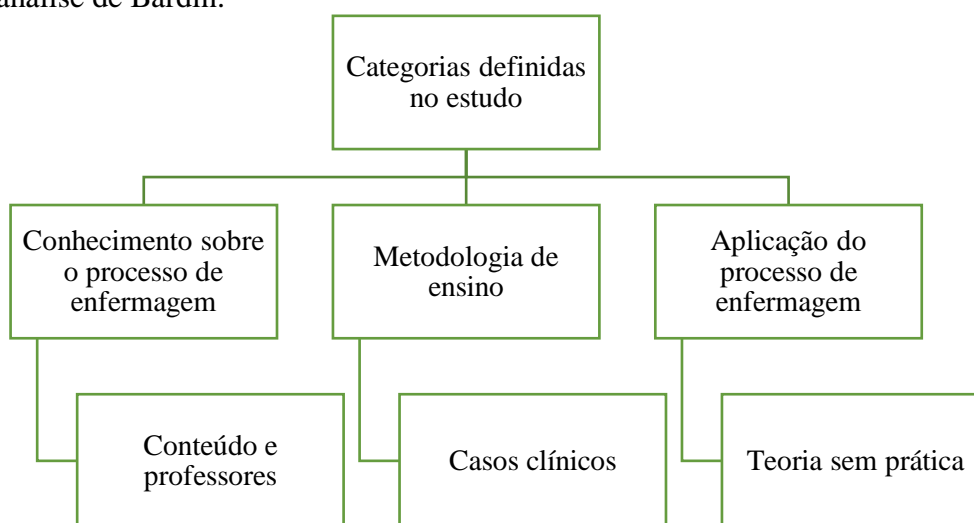 análise de Bardin.
Categorias definidas
no estudo
Conhecimento sobre
o processo de
enfermagem
Metodologia de
ensino
Aplicação do
processo de
enfermagem
Conteúdo e
professores
Casos clínicos
Teoria sem prática